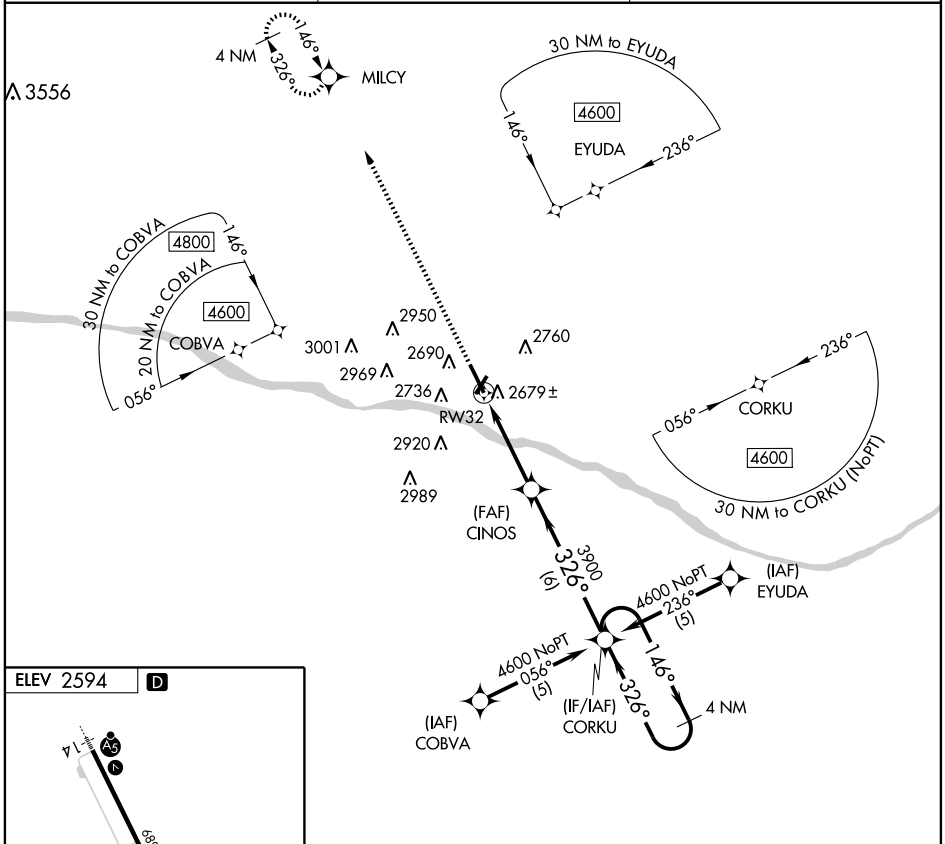 146°
4 NM
326°
MILCY
3556
30 NM to EYUDA
4600
EYUDA
146°
236°
30 NM to COBVA
4800
146°
20 NM to COBVA
4600
COBVA
056°
2950
3001
2690
2760
2969
2736
2679±
RW32
2920
2989
236°
056°
CORKU
4600
30 NM to CORKU (NoPT)
(FAF)
CINOS
3900
326°
(6)
4600 NoPT
236°
(5)
(IAF)
EYUDA
4600 NoPT
056°
(5)
(IAF)
COBVA
(IF/IAF)
CORKU
146°
326°
4 NM
ELEV 2594
D
14
A5
689